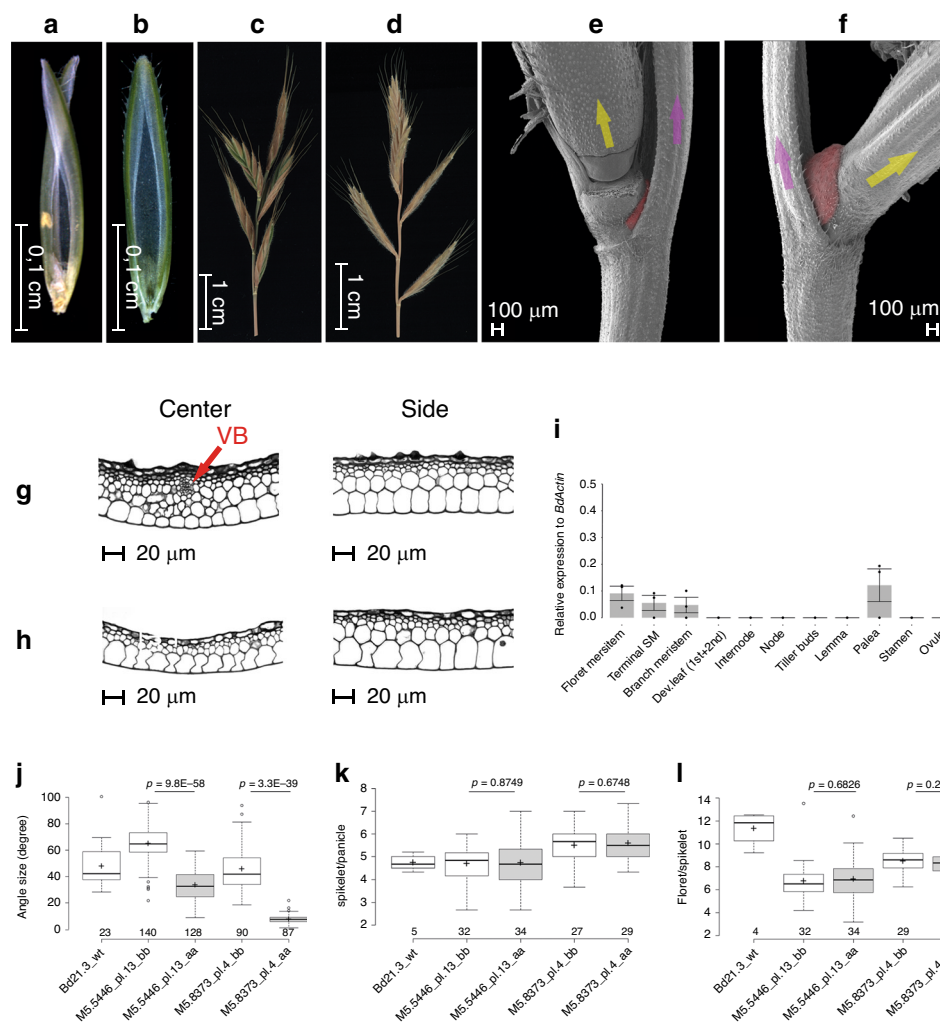 a b c d e f
0,1 cm
0,1 cm
1 cm
1 cm
100 μm
100 μm
Center Side
VB
g
20 μm 20 μm
h
20 μm 20 μm
i
Relative expression to BdActin
0.5
0.4
0.3
0.2
0.1
0.0
Floret mersitem
Terminal SM
Branch meristem
Dev.leaf (1st+2nd)
Internode
Node
Tiller buds
Lemma
Palea
Stamen
j
p = 9.8E–58 p = 3.3E–39
Angle size (degree)
100
80
60
40
20
0
23 140 128 90 87
Bd21.3_wt
M5.5446_pl.13_bb
M5.5446_pl.13_aa
M5.8373_pl.4_bb
M5.8373_pl.4_aa
k
p = 0.8749 p = 0.6748
spikelet/panicle
8
7
6
5
4
3
2
5 32 34 27 29
Bd21.3_wt
M5.5446_pl.13_bb
M5.5446_pl.13_aa
M5.8373_pl.4_bb
M5.8373_pl.4_aa
l
p = 0.6826 p = 0.2
Floret/spikelet
14
12
10
8
6
4
2
4 32 34 29
Bd21.3_wt
M5.5446_pl.13_bb
M5.5446_pl.13_aa
M5.8373_pl.4_bb